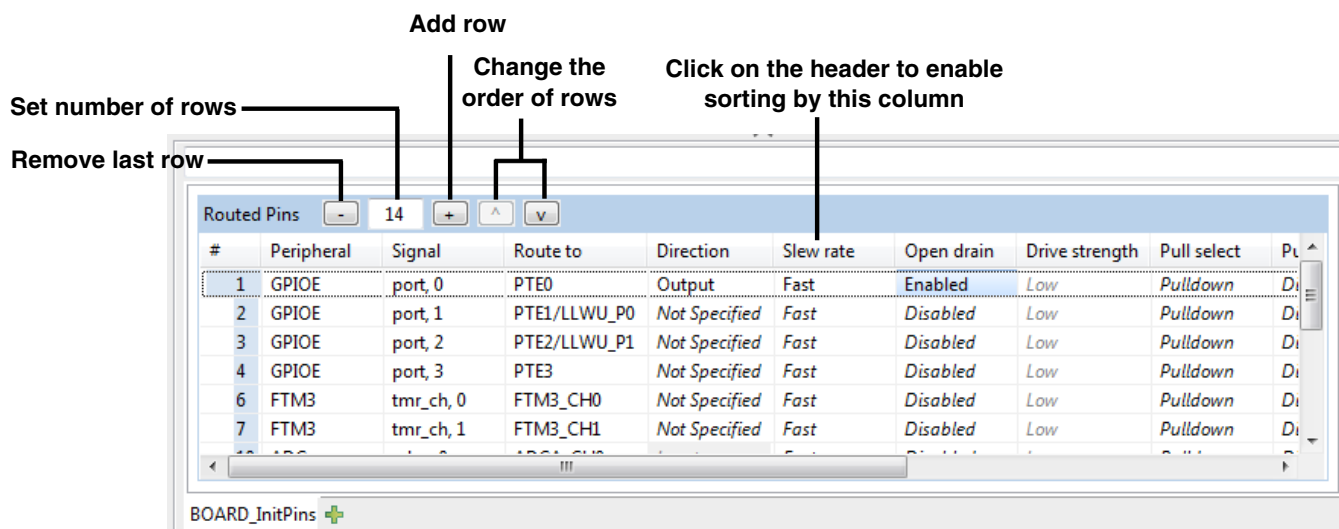 Add row
Change the
order of rows
Click on the header to enable
sorting by this column
Set number of rows
Remove last row
Routed Pins - 14 + ^ v
# Peripheral Signal Route to Direction Slew rate Open drain Drive strength Pull select
1 GPIOE port, 0 PTE0 Output Fast Enabled Low Pulldown
2 GPIOE port, 1 PTE1/LLWU_P0 Not Specified Fast Disabled Low Pulldown
3 GPIOE port, 2 PTE2/LLWU_P1 Not Specified Fast Disabled Low Pulldown
4 GPIOE port, 3 PTE3 Not Specified Fast Disabled Low Pulldown
6 FTM3 tmr_ch, 0 FTM3_CH0 Not Specified Fast Disabled Low Pulldown
7 FTM3 tmr_ch, 1 FTM3_CH1 Not Specified Fast Disabled Low Pulldown
BOARD_InitPins